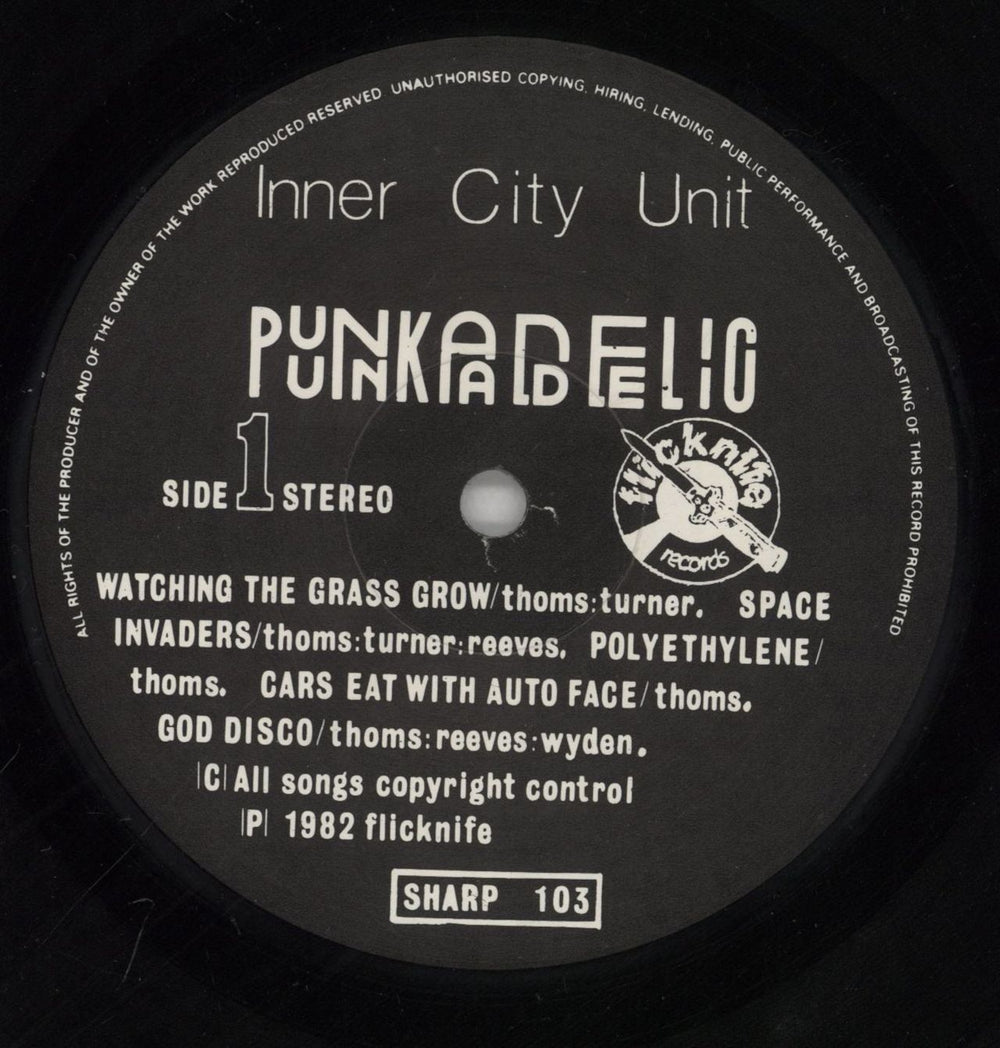 ALL RIGHTS OF THE PRODUCER AND OF THE OWNER OF THE WORK REPRODUCED RESERVED UNAUTHORISED COPYING, HIRING, LENDING, PUBLIC PERFORMANCE AND BROADCASTING OF THIS RECORD PROHIBITED
Inner City Unit
PUNKADELIC
SIDE 1 STEREO
flicknife
records
WATCHING THE GRASS GROW/thoms:turner. SPACE
INVADERS/thoms:turner:reeves. POLYETHYLENE/
thoms. CARS EAT WITH AUTO FACE/thoms.
GOD DISCO/thoms:reeves:wyden.
|C| All songs copyright control
|P| 1982 flicknife
SHARP 103